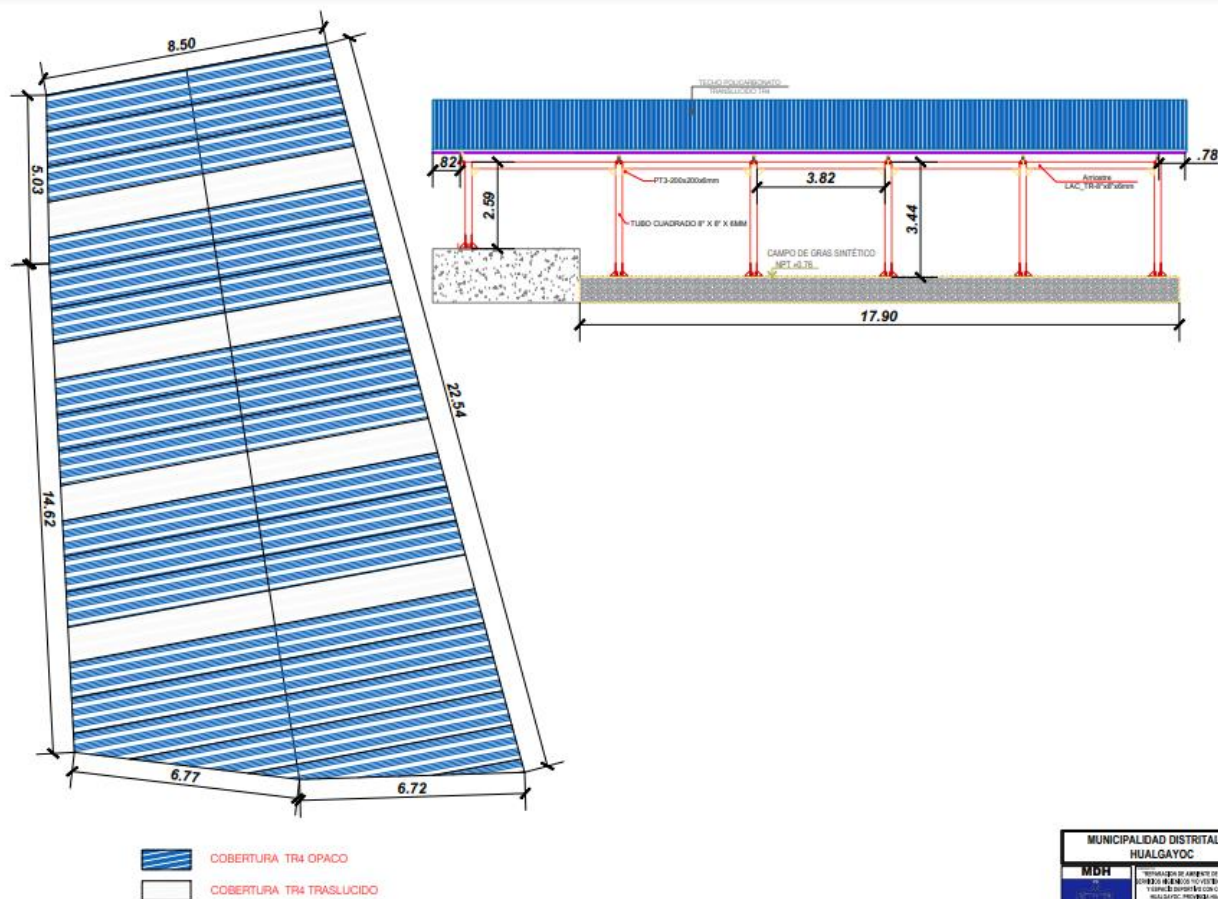 8.50
5.03
14.62
22.54
6.77
6.72
TECHO POLICARBONATO
TRANSLUCIDO TR4
.82
2.59
PT3-200x200x6mm
TUBO CUADRADO 8" X 8" X 6MM
3.82
3.44
Arriostre
LAC_TR-8"x8"x6mm
.78
CAMPO DE GRAS SINTÉTICO
NPT +0.76
17.90
COBERTURA TR4 OPACO
COBERTURA TR4 TRASLUCIDO
MUNICIPALIDAD DISTRITAL
HUALGAYOC
MDH